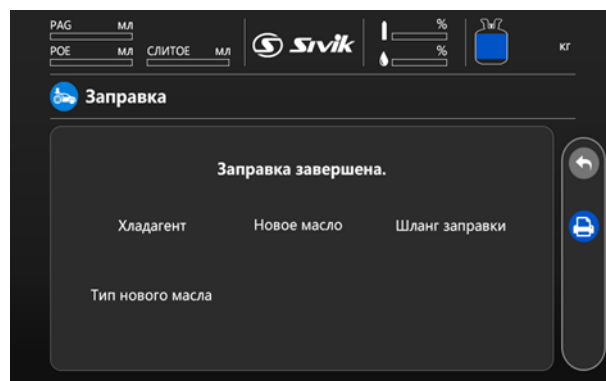 PAG мл
POE мл СЛИТОЕ мл
Sivik
%
%
кг
Заправка
Заправка завершена.
Хладагент Новое масло Шланг заправки
Тип нового масла